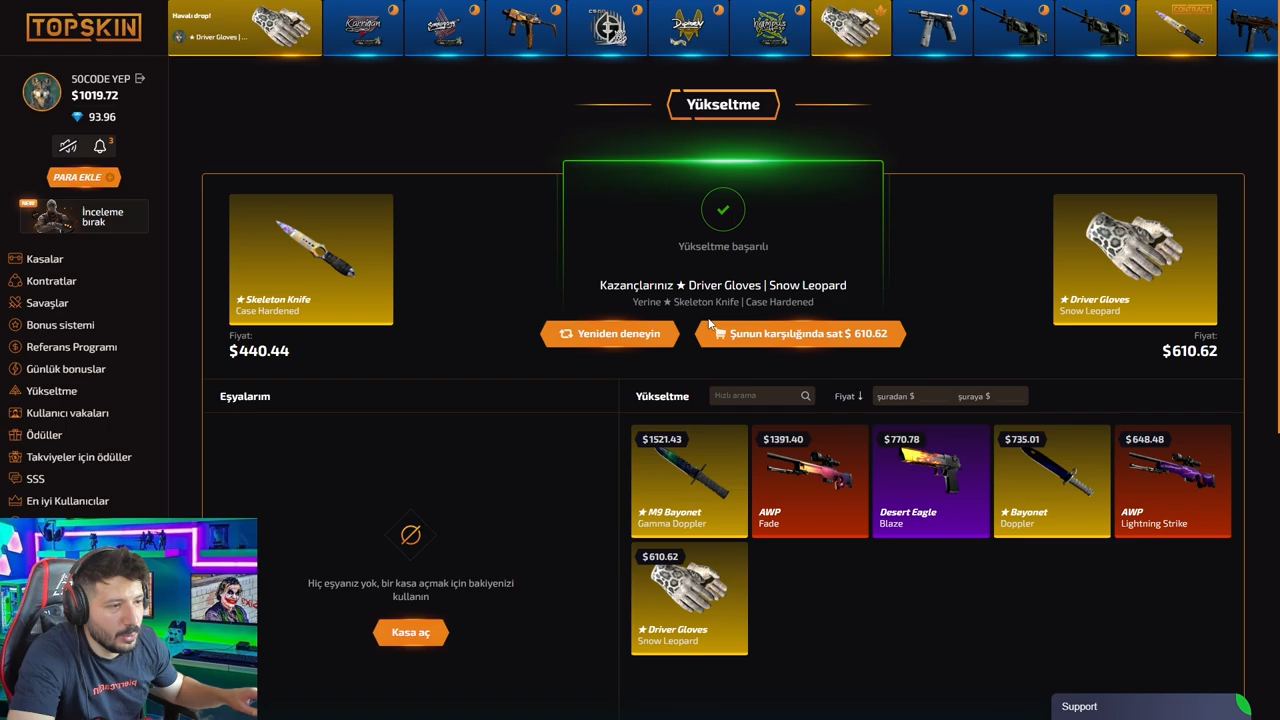 TOPSKIN
Havalı drop!
★ Driver Gloves | ...
CONTRACT
50CODE YEP
$1019.72
93.96
3
PARA EKLE
NEW
İnceleme
bırak
Kasalar
Kontratlar
Savaşlar
Bonus sistemi
Referans Programı
Günlük bonuslar
Yükseltme
Kullanıcı vakaları
Ödüller
Takviyeler için ödüller
SSS
En iyi Kullanıcılar
Yükseltme
★ Skeleton Knife
Case Hardened
Fiyat:
$440.44
Yükseltme başarılı
Kazançlarınız ★ Driver Gloves | Snow Leopard
Yerine ★ Skeleton Knife | Case Hardened
Yeniden deneyin
Şunun karşılığında sat $ 610.62
★ Driver Gloves
Snow Leopard
Fiyat:
$610.62
Eşyalarım
Hiç eşyanız yok, bir kasa açmak için bakiyenizi
kullanın
Kasa aç
Yükseltme
Hızlı arama
Fiyat
şuradan $
şuraya $
$1521.43
★ M9 Bayonet
Gamma Doppler
$1391.40
AWP
Fade
$770.78
Desert Eagle
Blaze
$735.01
★ Bayonet
Doppler
$648.48
AWP
Lightning Strike
$610.62
★ Driver Gloves
Snow Leopard
Support